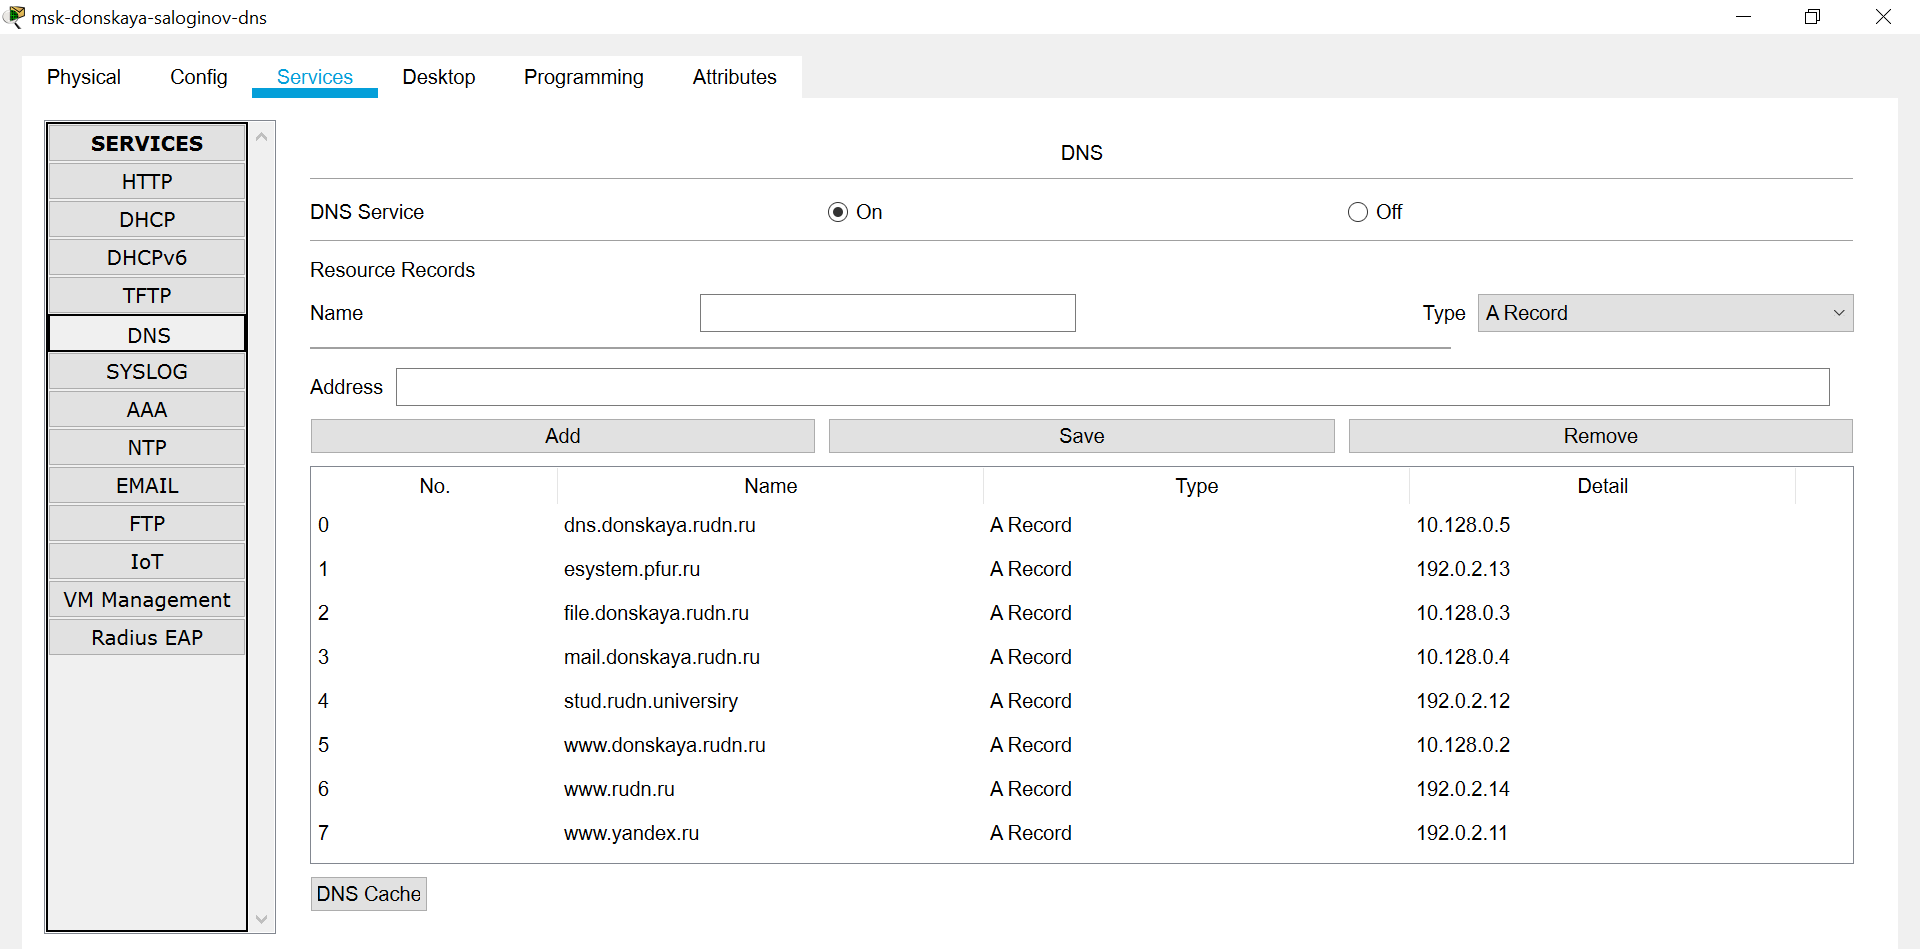 msk-donskaya-saloginov-dns
Physical Config Services Desktop Programming Attributes
SERVICES
HTTP
DHCP
DHCPv6
TFTP
DNS
SYSLOG
AAA
NTP
EMAIL
FTP
IoT
VM Management
Radius EAP
DNS
DNS Service On Off
Resource Records
Name Type A Record
Address
Add Save Remove
No. Name Type Detail
0 dns.donskaya.rudn.ru A Record 10.128.0.5
1 esystem.pfur.ru A Record 192.0.2.13
2 file.donskaya.rudn.ru A Record 10.128.0.3
3 mail.donskaya.rudn.ru A Record 10.128.0.4
4 stud.rudn.universiry A Record 192.0.2.12
5 www.donskaya.rudn.ru A Record 10.128.0.2
6 www.rudn.ru A Record 192.0.2.14
7 www.yandex.ru A Record 192.0.2.11
DNS Cache